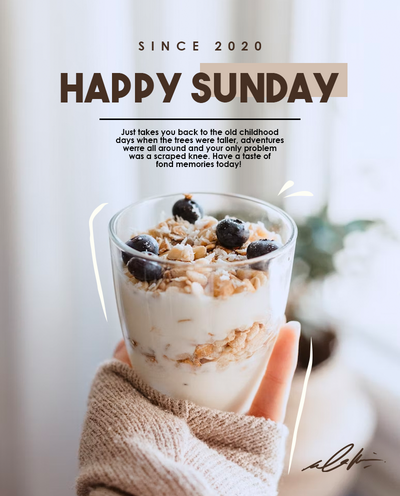 SINCE 2020
HAPPY SUNDAY
Just takes you back to the old childhood
days when the trees were taller, adventures
werre all around and your only problem
was a scraped knee. Have a taste of
fond memories today!